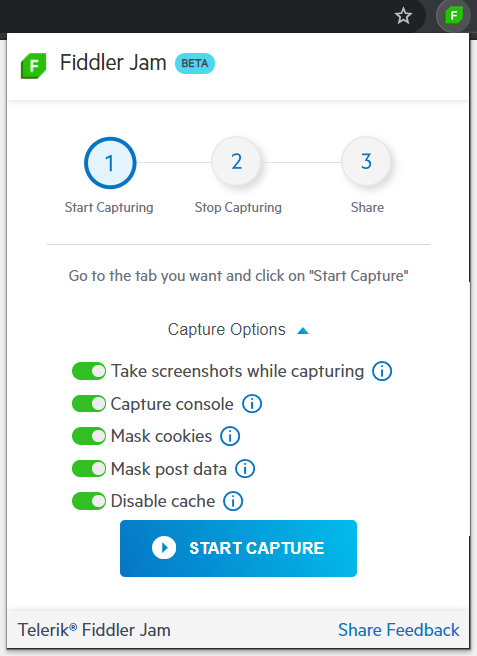 F
F Fiddler Jam BETA
1 2 3
Start Capturing Stop Capturing Share
Go to the tab you want and click on "Start Capture"
Capture Options
Take screenshots while capturing i
Capture console i
Mask cookies i
Mask post data i
Disable cache i
START CAPTURE
Telerik® Fiddler Jam Share Feedback